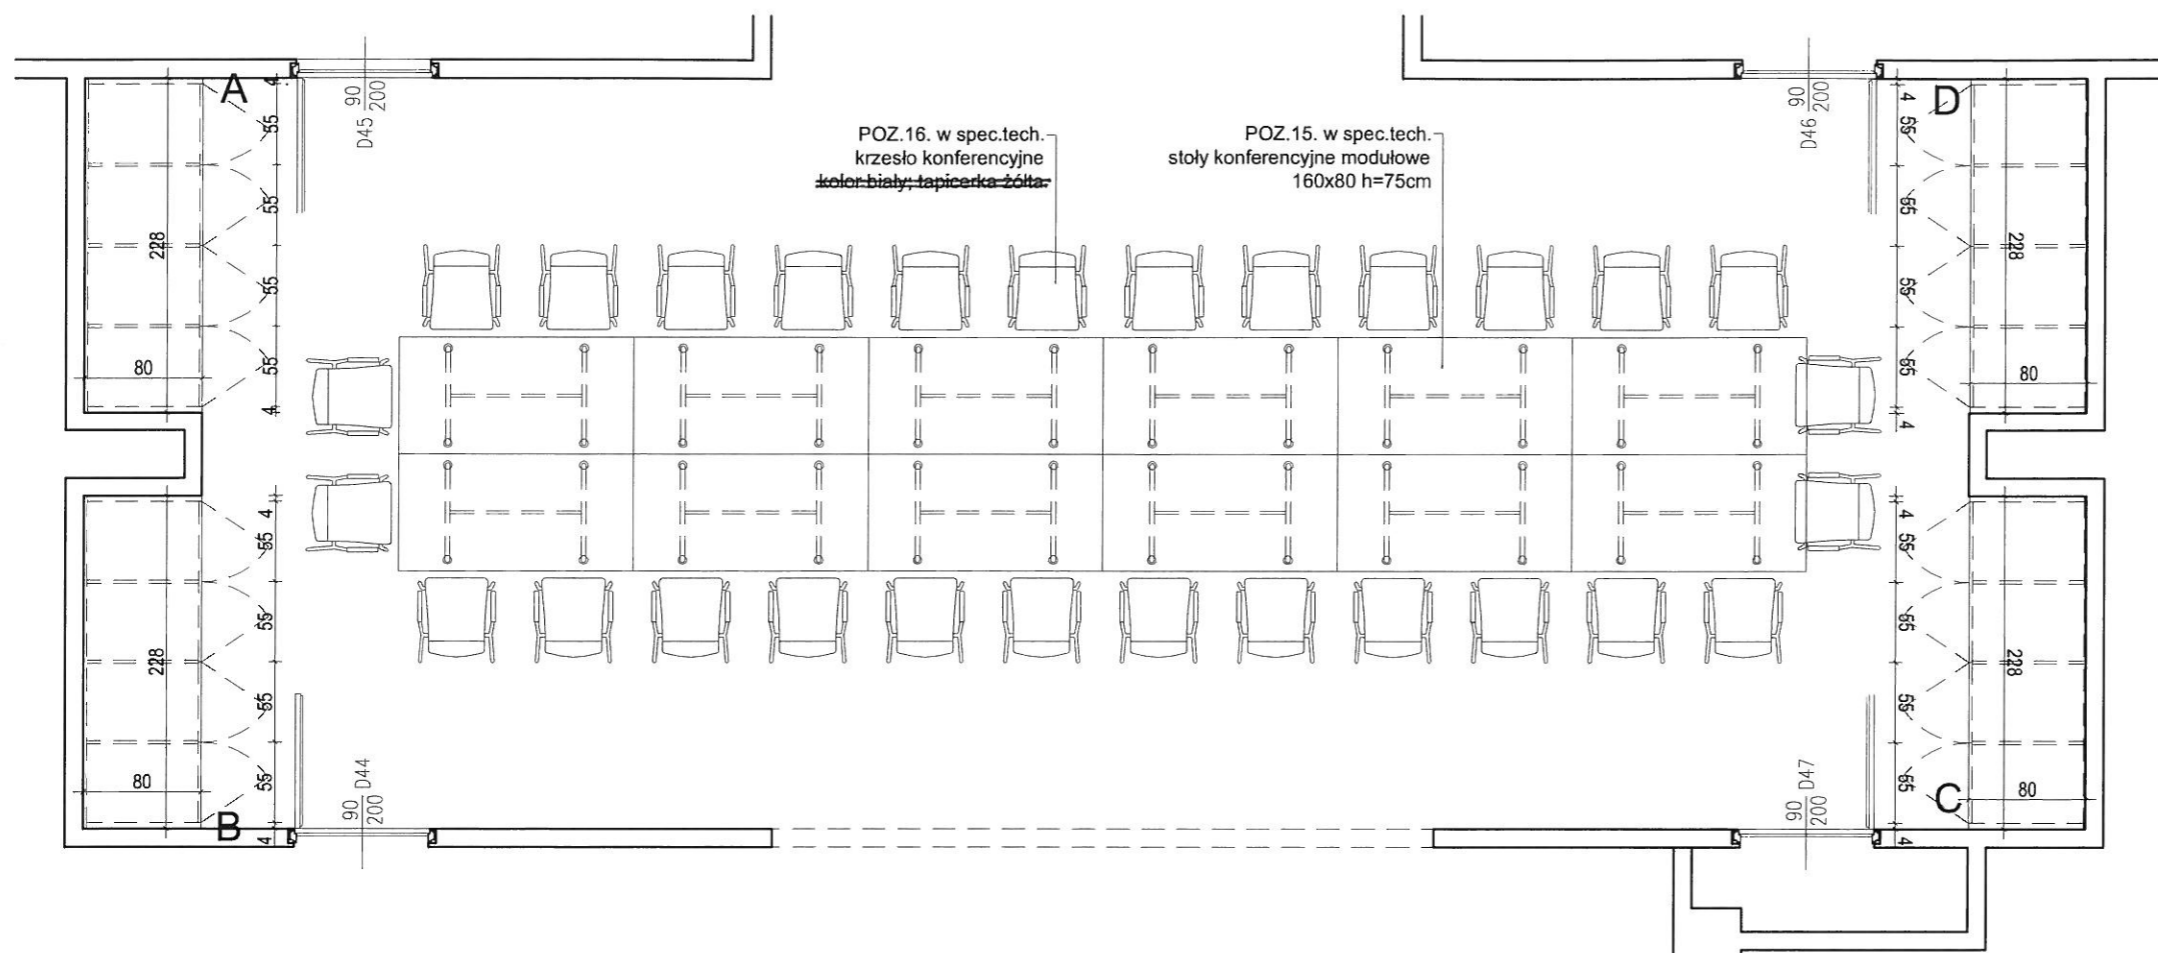 A
4
55
55
55
55
4
228
80
90
200
D45
POZ.16. w spec.tech.
krzesło konferencyjne
kolor biały; tapicerka żółta
POZ.15. w spec.tech.
stoły konferencyjne modułowe
160x80 h=75cm
90
200
D46
D
4
55
55
55
55
4
228
80
4
55
55
55
55
4
228
80
B
90
200
D44
90
200
D47
4
55
55
55
55
4
228
80
C